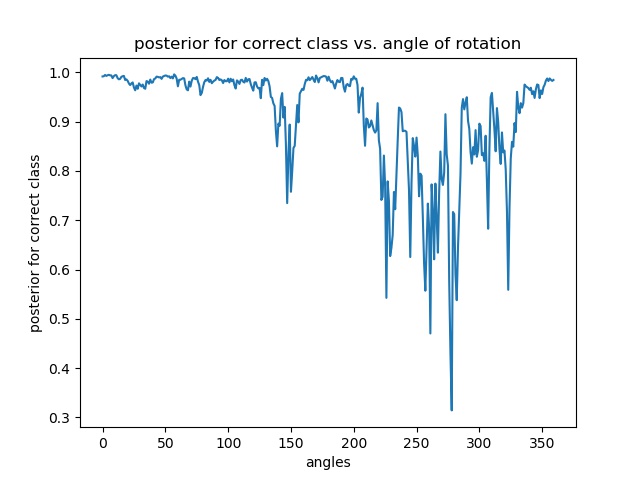 posterior for correct class vs. angle of rotation
1.0
0.9
0.8
0.7
0.6
0.5
0.4
0.3
posterior for correct class
0 50 100 150 200 250 300 350
angles